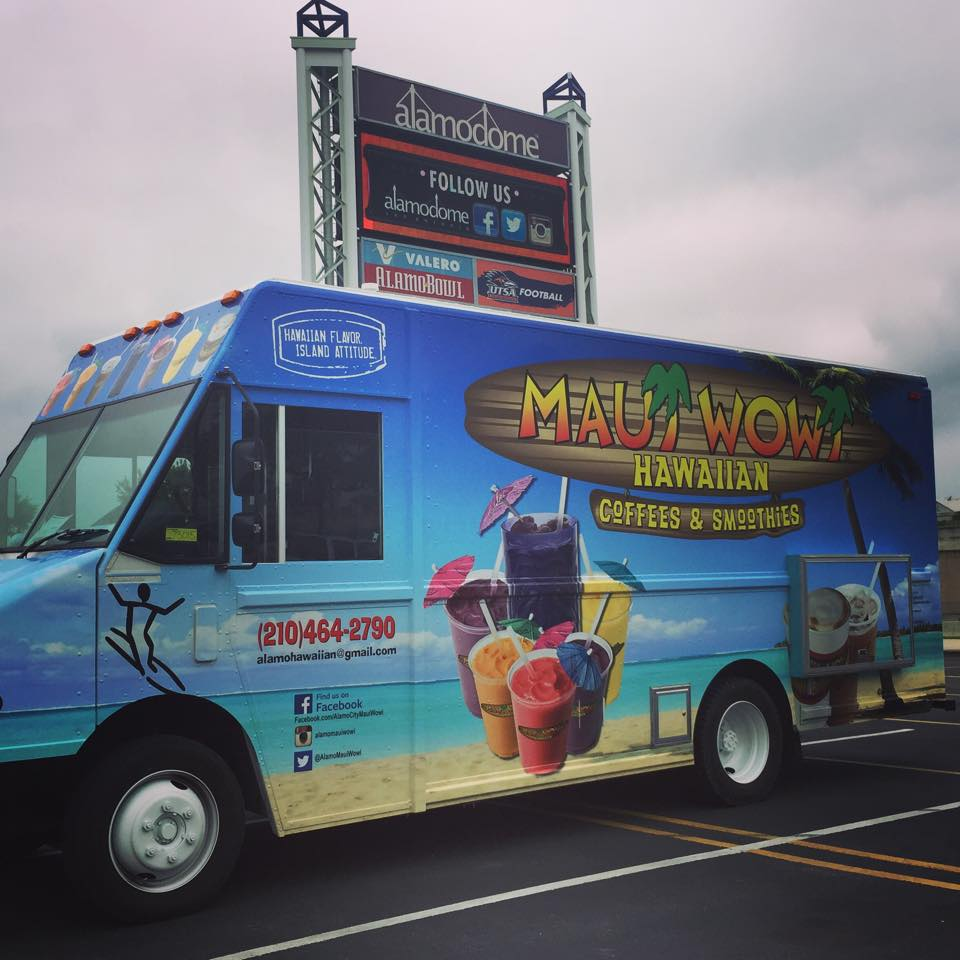 alamodome
• FOLLOW US •
alamodome
VALERO
ALAMOBOWL
UTSA FOOTBALL
HAWAIIAN FLAVOR.
ISLAND ATTITUDE.
MAUI WOWI
HAWAIIAN
COFFEES & SMOOTHIES
(210)464-2790
alamohawaiian@gmail.com
Find us on
Facebook
Facebook.com/AlamoCityMauiWowi
alamomauiwowi
@AlamoMauiWowi